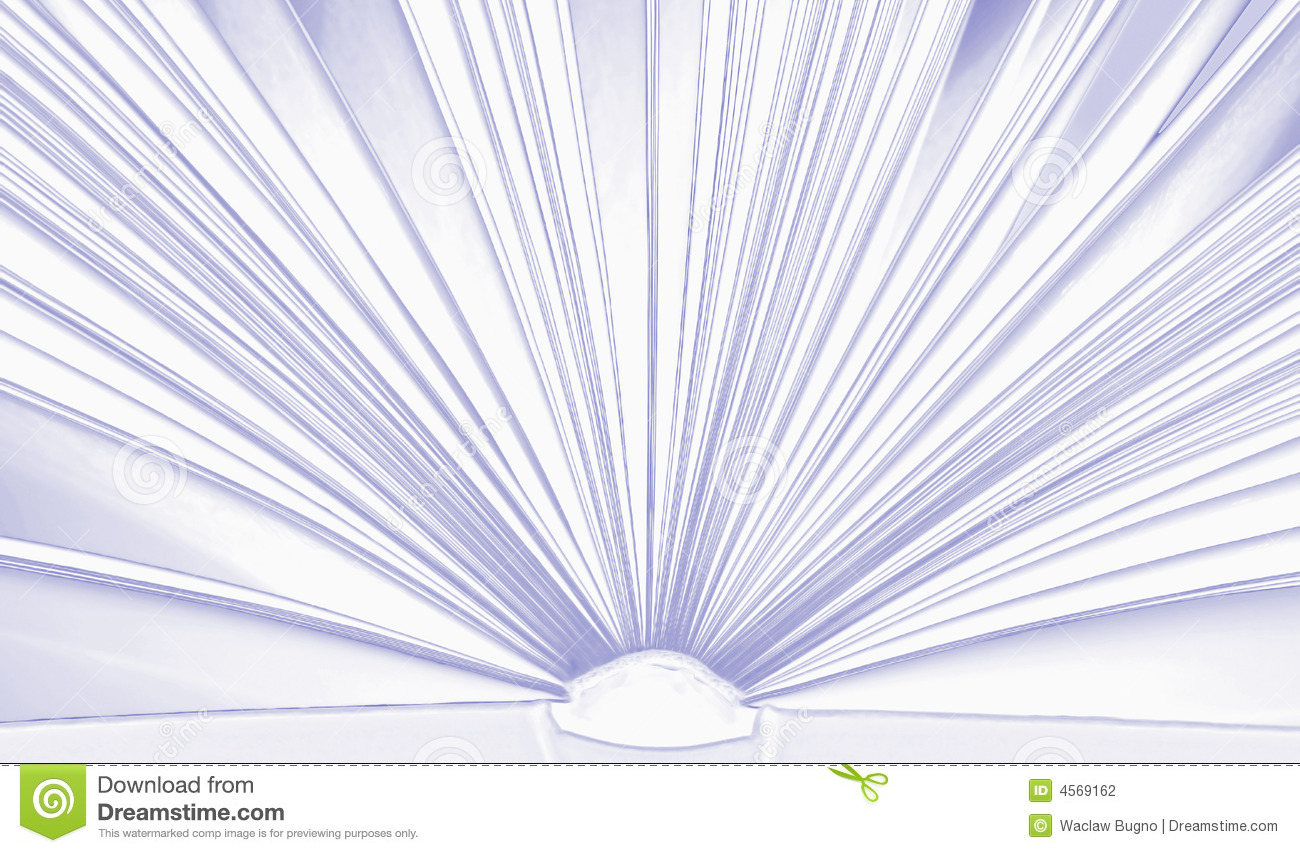 Download from
Dreamstime.com
This watermarked comp image is for previewing purposes only.
ID 4569162
© Waclaw Bugno | Dreamstime.com